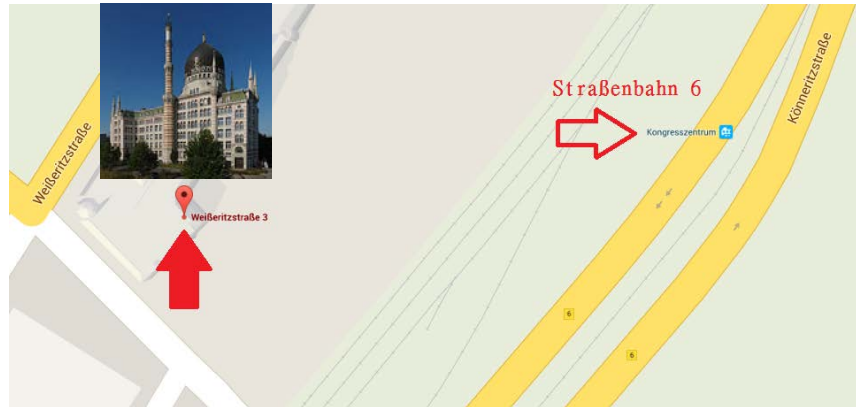 Straßenbahn 6
Kongresszentrum
Könneritzstraße
Weißeritzstraße
Weißeritzstraße 3
6
6